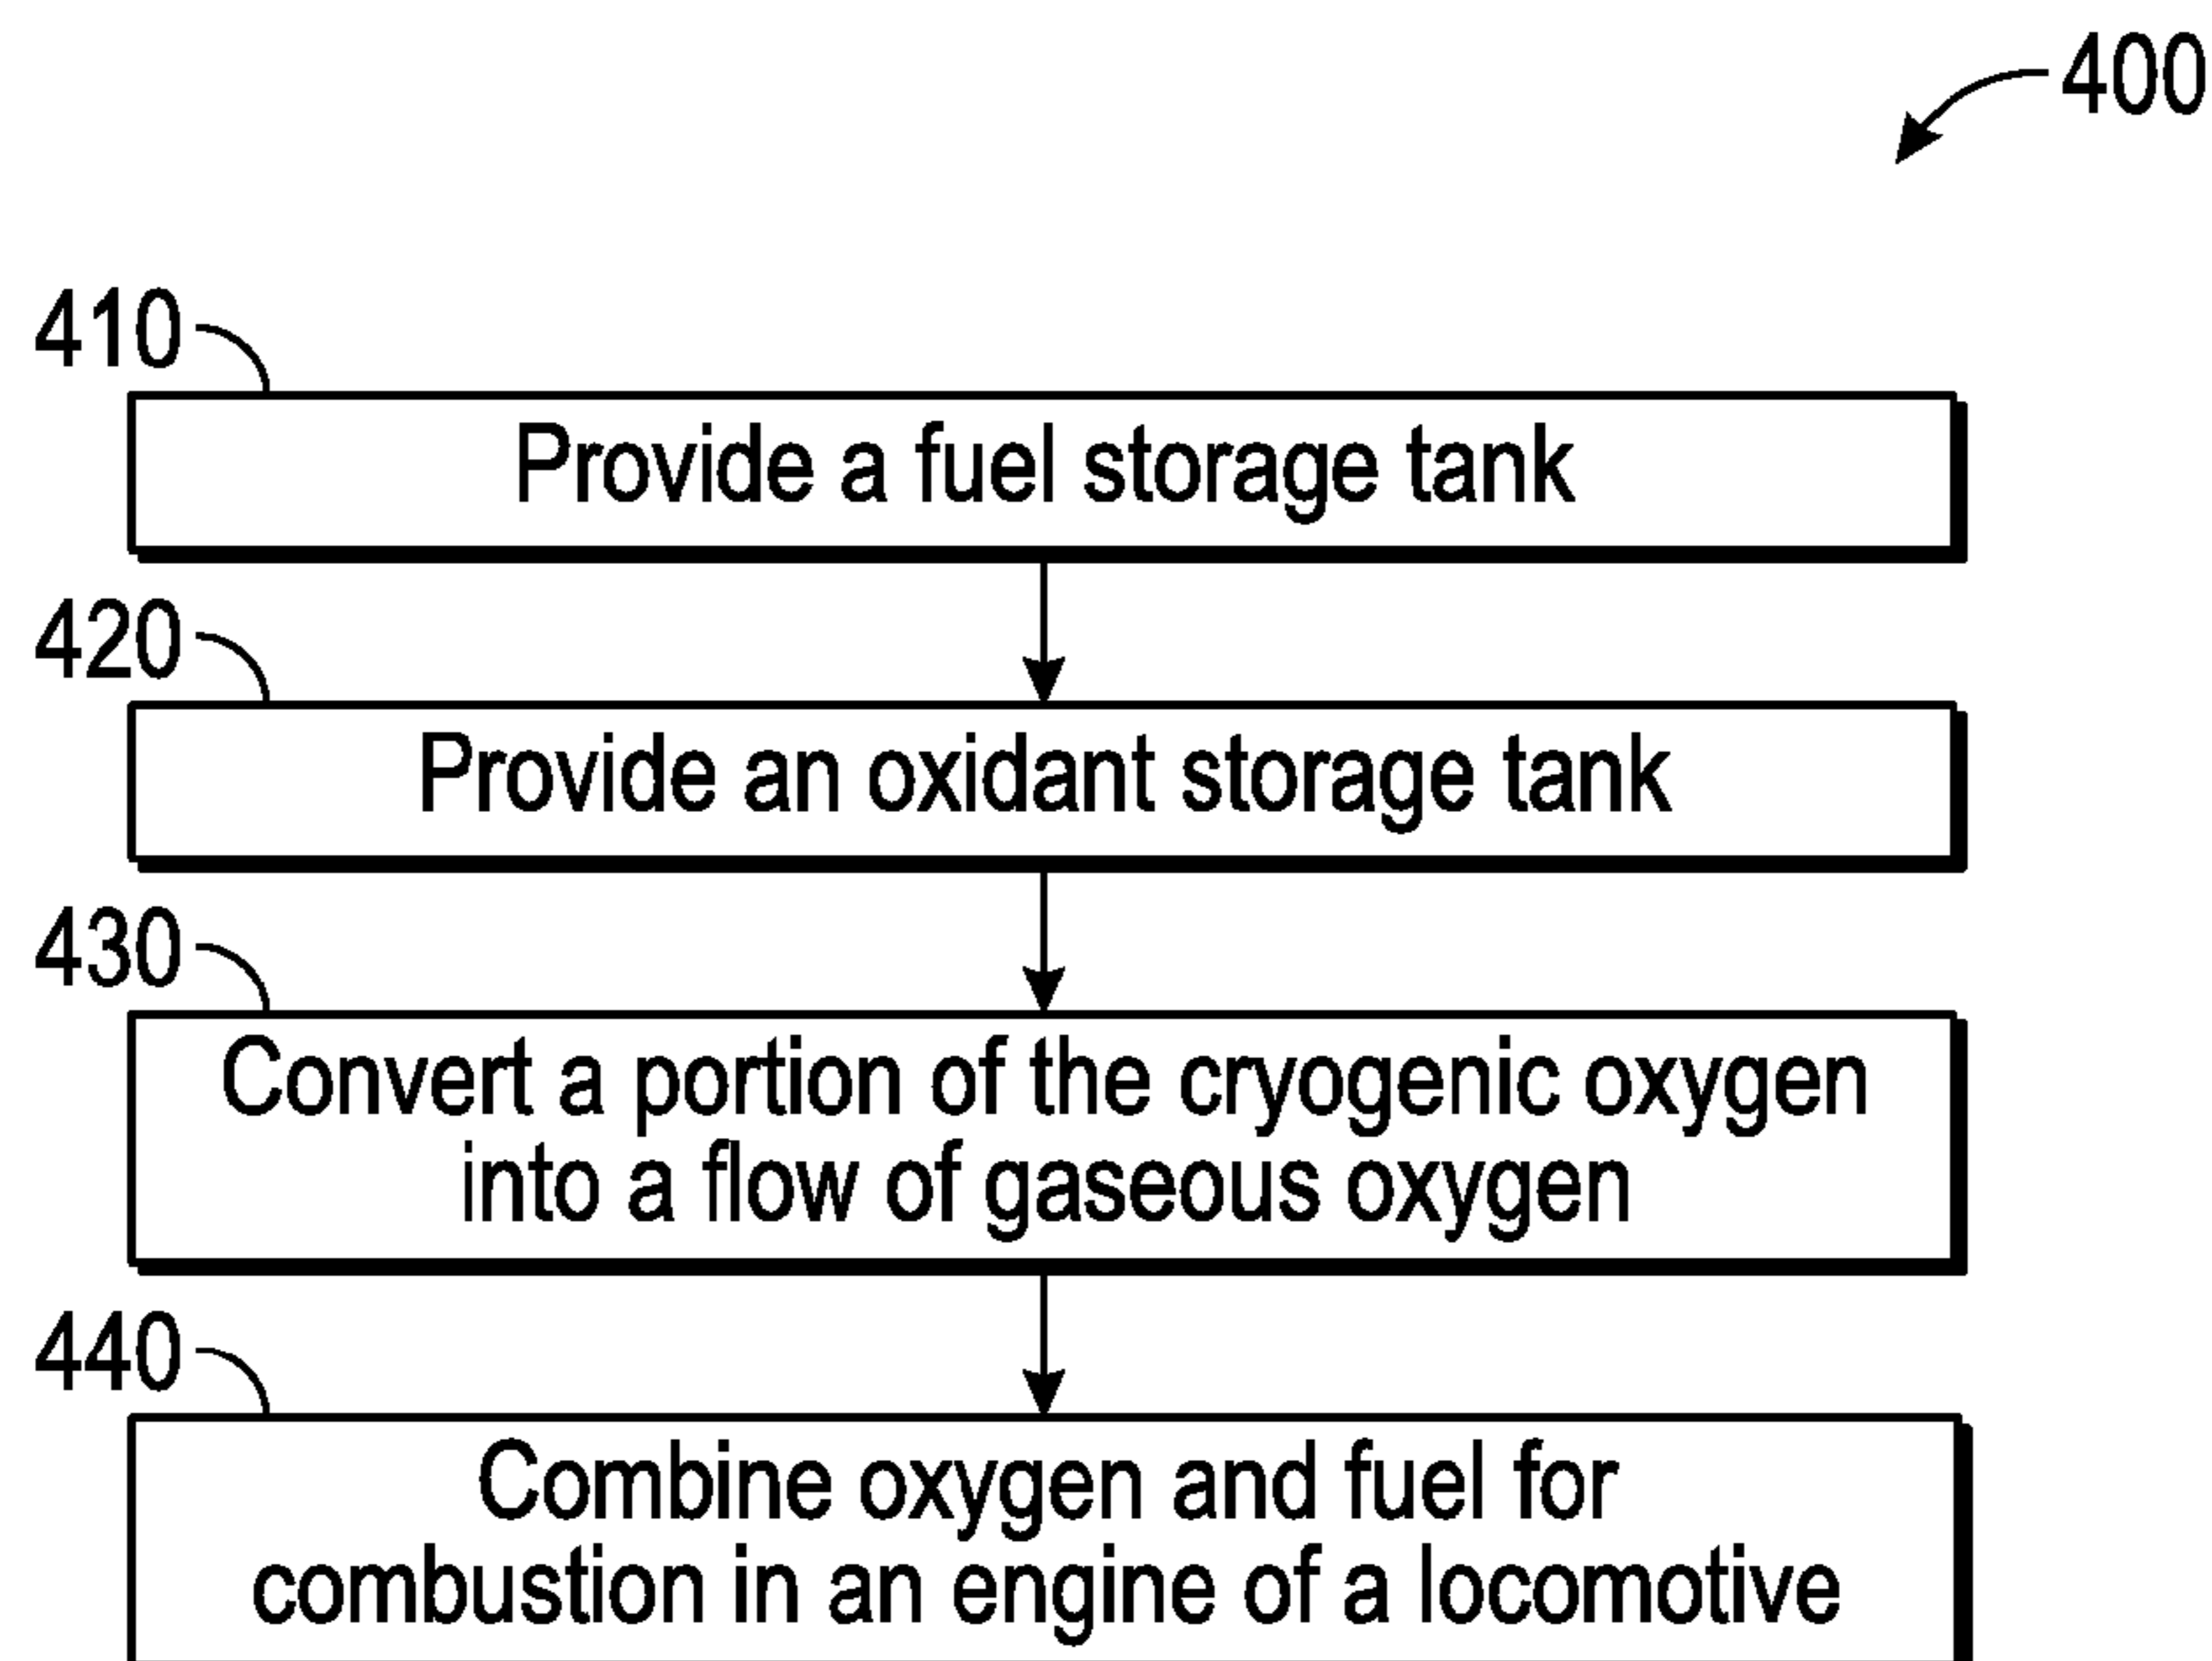 400
410
Provide a fuel storage tank
420
Provide an oxidant storage tank
430
Convert a portion of the cryogenic oxygen
into a flow of gaseous oxygen
440
Combine oxygen and fuel for
combustion in an engine of a locomotive